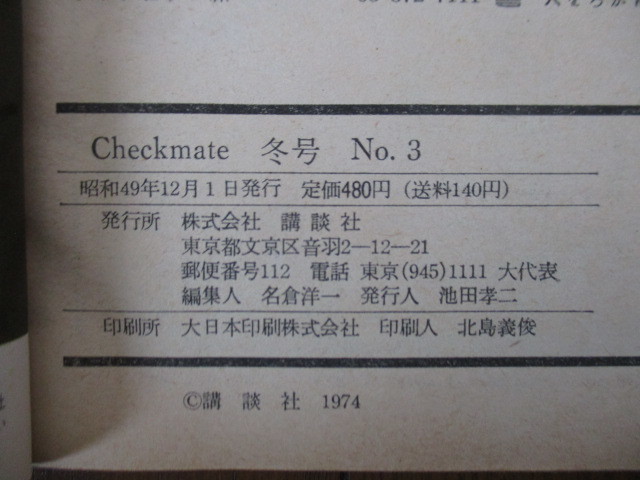 Checkmate 冬号 No. 3
昭和49年12月1日発行 定価480円 (送料140円)
発行所 株式会社 講談社
東京都文京区音羽2―12―21
郵便番号112 電話 東京(945)1111 大代表
編集人 名倉洋一 発行人 池田孝二
印刷所 大日本印刷株式会社 印刷人 北島義俊
©講談社 1974